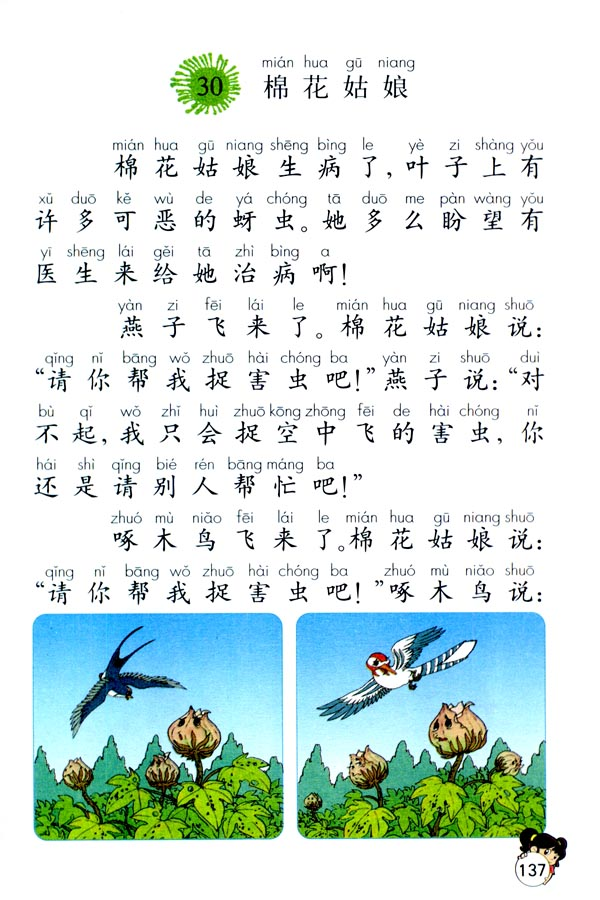 mián hua gū niang
30 棉花姑娘
mián hua gū niang shēng bìng le yè zi shàng yǒu
棉花姑娘生病了，叶子上有
xǔ duō kě wù de yá chóng tā duō me pàn wàng yǒu
许多可恶的蚜虫。她多么盼望有
yī shēng lái gěi tā zhì bìng a
医生来给她治病啊！
yàn zi fēi lái le mián hua gū niang shuō
燕子飞来了。棉花姑娘说：
qǐng nǐ bāng wǒ zhuō hài chóng ba yàn zi shuō duì
“请你帮我捉害虫吧！”燕子说：“对
bù qǐ wǒ zhǐ huì zhuō kōng zhōng fēi de hài chóng nǐ
不起，我只会捉空中飞的害虫，你
hái shì qǐng bié rén bāng máng ba
还是请别人帮忙吧！”
zhuó mù niǎo fēi lái le mián hua gū niang shuō
啄木鸟飞来了。棉花姑娘说：
qǐng nǐ bāng wǒ zhuō hài chóng ba zhuó mù niǎo shuō
“请你帮我捉害虫吧！”啄木鸟说：
137